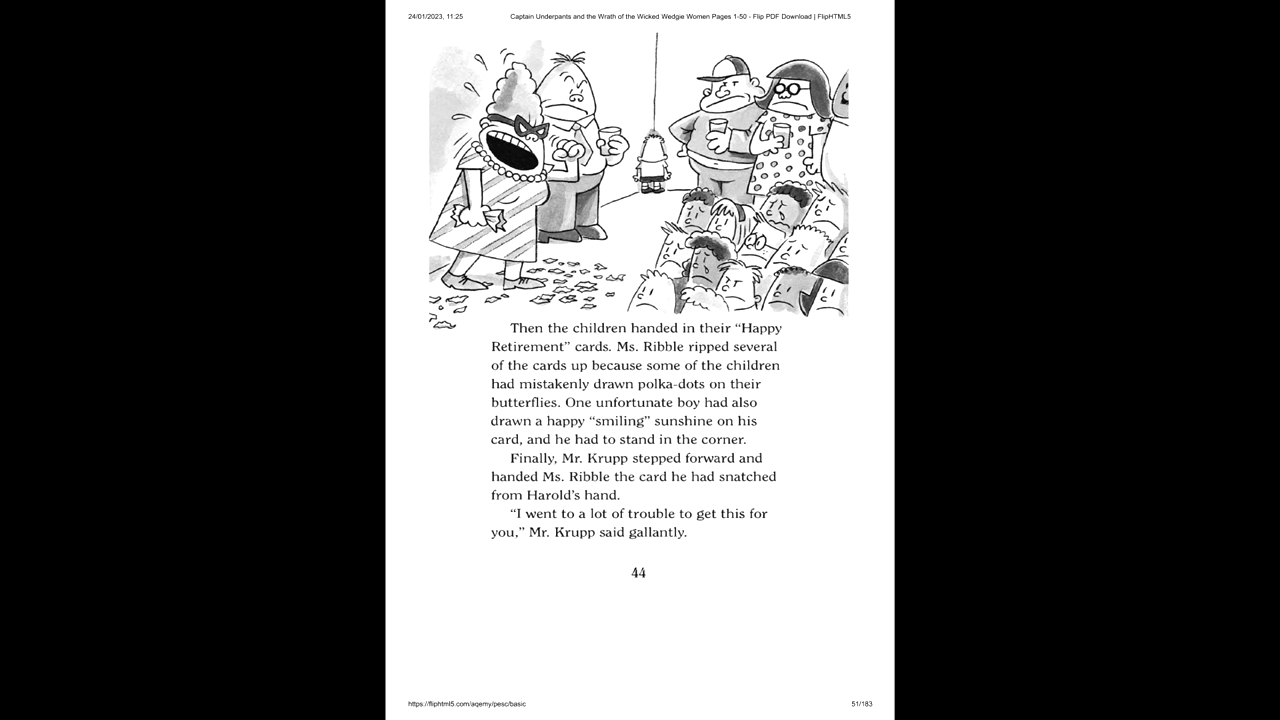 24/01/2023, 11:25
Captain Underpants and the Wrath of the Wicked Wedgie Women Pages 1-50 - Flip PDF Download | FlipHTML5
Then the children handed in their “Happy
Retirement” cards. Ms. Ribble ripped several
of the cards up because some of the children
had mistakenly drawn polka-dots on their
butterflies. One unfortunate boy had also
drawn a happy “smiling” sunshine on his
card, and he had to stand in the corner.
Finally, Mr. Krupp stepped forward and
handed Ms. Ribble the card he had snatched
from Harold’s hand.
“I went to a lot of trouble to get this for
you,” Mr. Krupp said gallantly.
44
https://fliphtml5.com/aqemy/pesc/basic
51/183